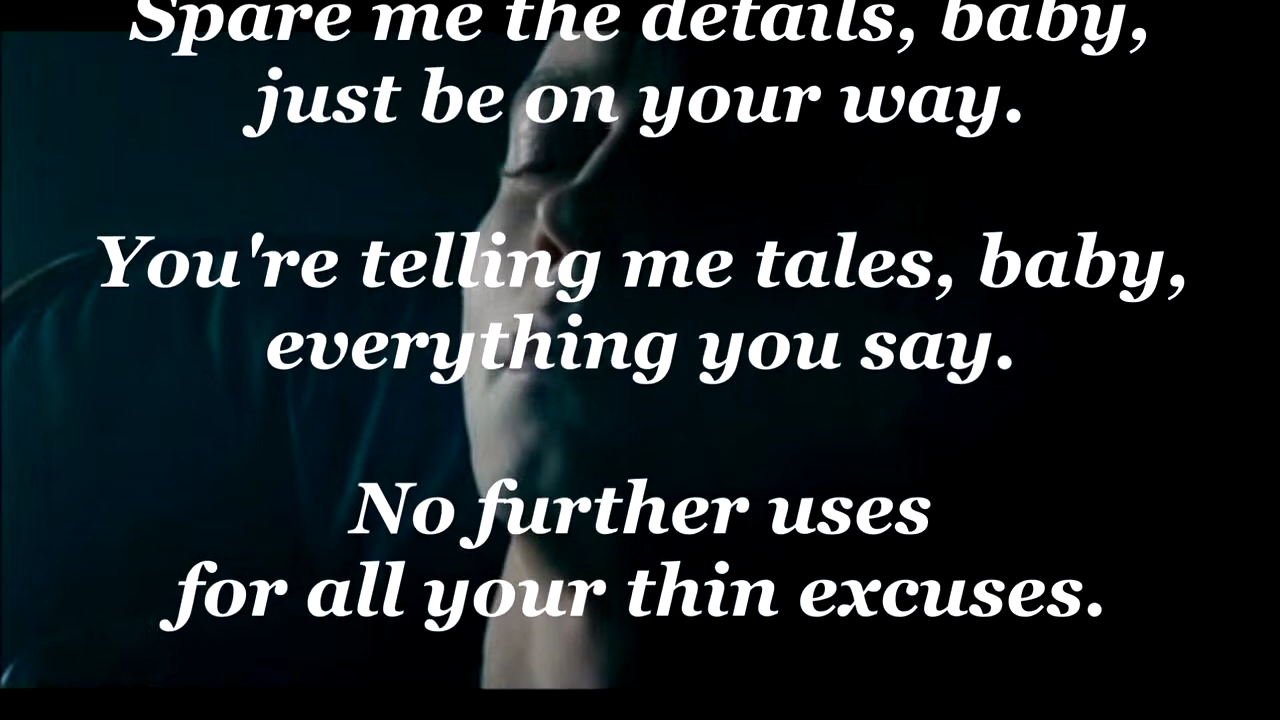 Spare me the details, baby,
just be on your way.
You're telling me tales, baby,
everything you say.
No further uses
for all your thin excuses.